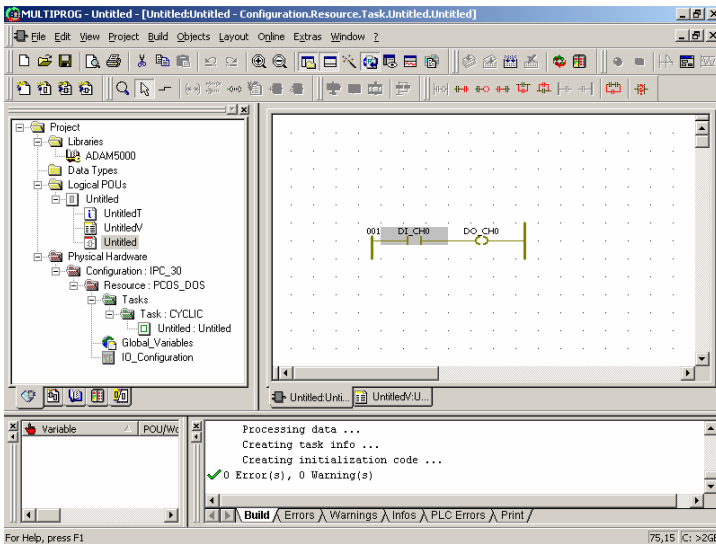 MULTIPROG - Untitled - [Untitled:Untitled - Configuration.Resource.Task.Untitled.Untitled]
File Edit View Project Build Objects Layout Online Extras Window ?
Project
Libraries
ADAM5000
Data Types
Logical POUs
Untitled
UntitledT
UntitledV
Untitled
Physical Hardware
Configuration : IPC_30
Resource : PCOS_DOS
Tasks
Task : CYCLIC
Untitled : Untitled
Global_Variables
IO_Configuration
001 DI_CH0 DO_CH0
Untitled:Unti... UntitledV:U...
Variable POU/Wo
Processing data ...
Creating task info ...
Creating initialization code ...
0 Error(s), 0 Warning(s)
Build Errors Warnings Infos PLC Errors Print
For Help, press F1
75,15 C: >2GB